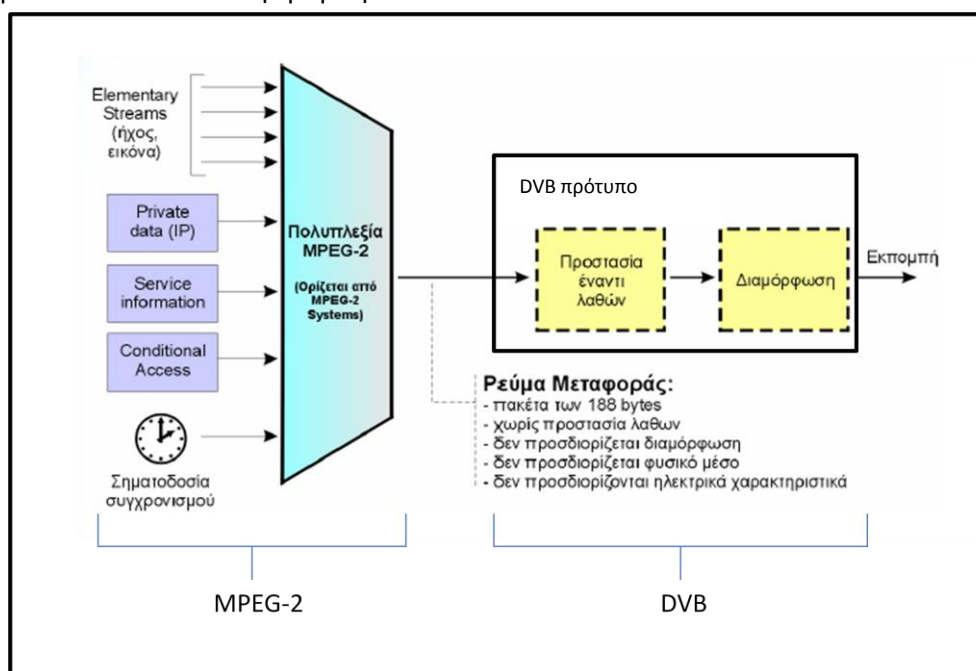 Elementary
Streams
(ήχος,
εικόνα)
Private
data (IP)
Service
information
Conditional
Access
Σηματοδοσία
συγχρονισμού
Πολυπλεξία
MPEG-2
(Ορίζεται από
MPEG-2
Systems)
DVB πρότυπο
Προστασία
έναντι
λαθών
Διαμόρφωση
Εκπομπή
Ρεύμα Μεταφοράς:
- πακέτα των 188 bytes
- χωρίς προστασία λαθων
- δεν προσδιορίζεται διαμόρφωση
- δεν προσδιορίζεται φυσικό μέσο
- δεν προσδιορίζονται ηλεκτρικά χαρακτηριστικά
MPEG-2
DVB